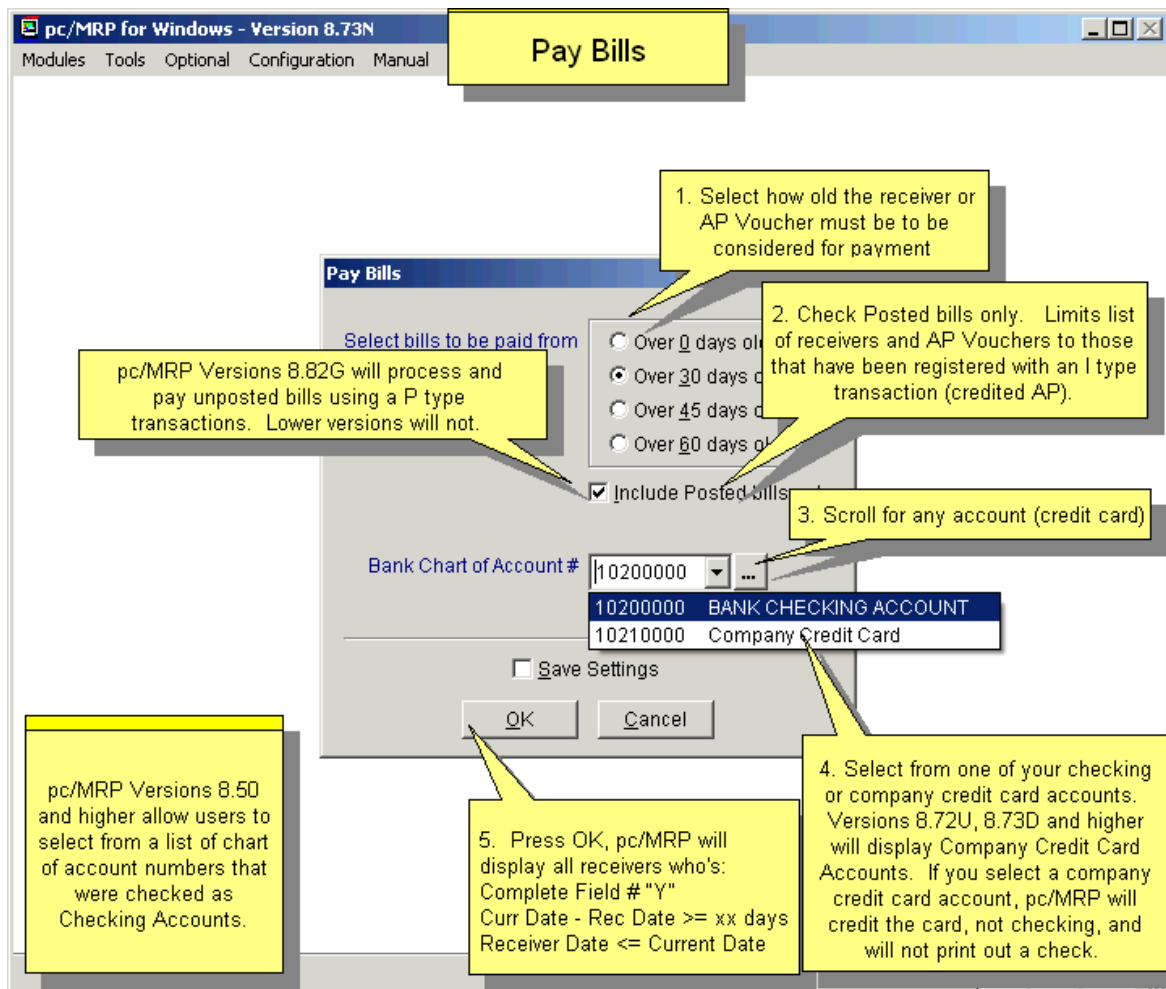 pc/MRP for Windows - Version 8.73N
Pay Bills
Modules Tools Optional Configuration Manual
1. Select how old the receiver or
AP Voucher must be to be
considered for payment
Pay Bills
Select bills to be paid from
Over 0 days ol
Over 30 days
Over 45 days
Over 60 days ol
2. Check Posted bills only. Limits list
of receivers and AP Vouchers to those
that have been registered with an I type
transaction (credited AP).
pc/MRP Versions 8.82G will process and
pay unposted bills using a P type
transactions. Lower versions will not.
Include Posted bills
3. Scroll for any account (credit card)
Bank Chart of Account #
10200000
...
10200000 BANK CHECKING ACCOUNT
10210000 Company Credit Card
Save Settings
OK Cancel
pc/MRP Versions 8.50
and higher allow users to
select from a list of chart
of account numbers that
were checked as
Checking Accounts.
5. Press OK, pc/MRP will
display all receivers who's:
Complete Field # "Y"
Curr Date - Rec Date >= xx days
Receiver Date <= Current Date
4. Select from one of your checking
or company credit card accounts.
Versions 8.72U, 8.73D and higher
will display Company Credit Card
Accounts. If you select a company
credit card account, pc/MRP will
credit the card, not checking, and
will not print out a check.